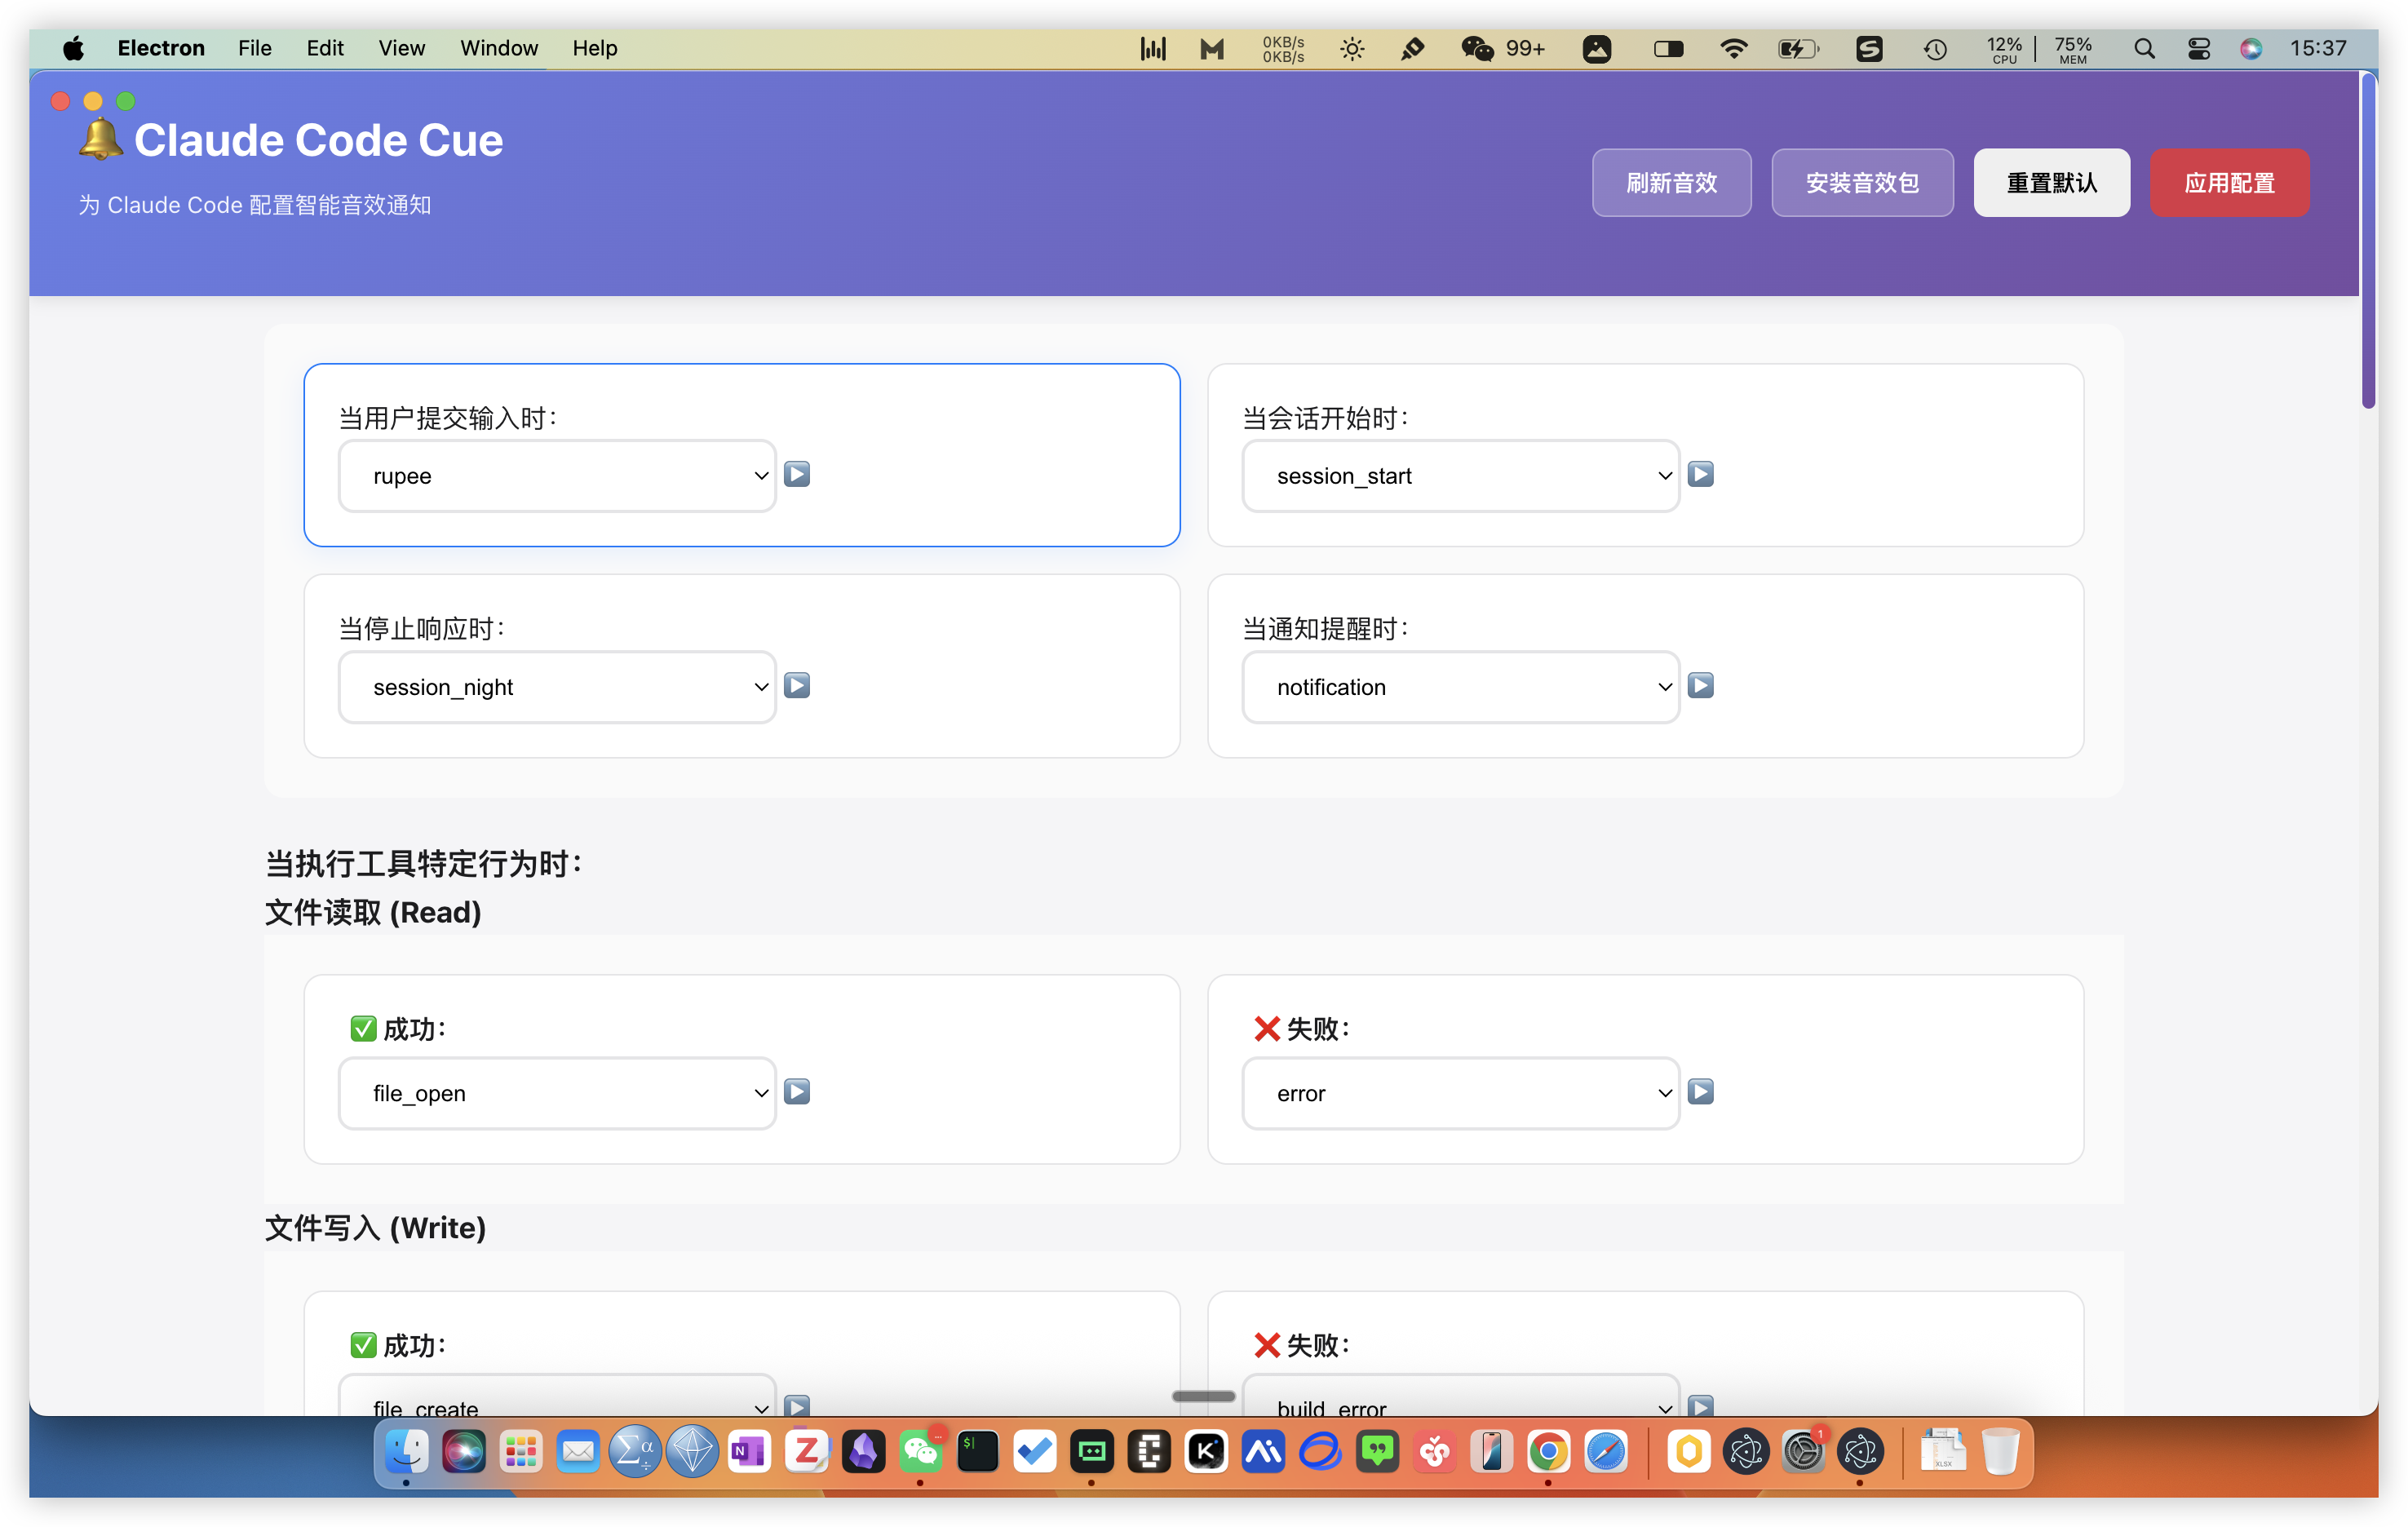 Electron File Edit View Window Help
0KB/s
0KB/s
99+
12%
CPU
75%
MEM
15:37
Claude Code Cue
为 Claude Code 配置智能音效通知
刷新音效
安装音效包
重置默认
应用配置
当用户提交输入时:
rupee
当会话开始时:
session_start
当停止响应时:
session_night
当通知提醒时:
notification
当执行工具特定行为时:
文件读取 (Read)
成功:
file_open
失败:
error
文件写入 (Write)
成功:
file_create
失败:
build_error
1
XLSX